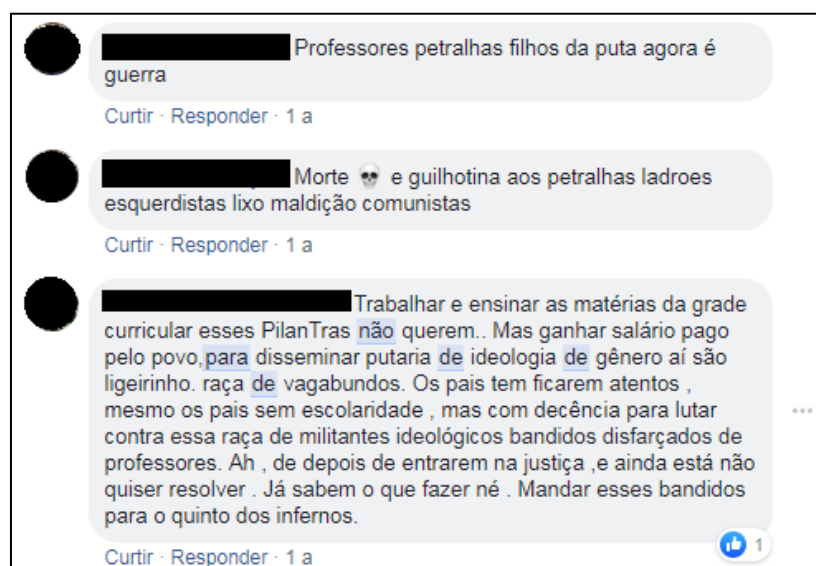 Professores petralhas filhos da puta agora é
guerra
Curtir · Responder · 1 a
Morte 💀 e guilhotina aos petralhas ladroes
esquerdistas lixo maldição comunistas
Curtir · Responder · 1 a
Trabalhar e ensinar as matérias da grade
curricular esses PilanTras não querem.. Mas ganhar salário pago
pelo povo,para disseminar putaria de ideologia de gênero aí são
ligeirinho. raça de vagabundos. Os pais tem ficarem atentos ,
mesmo os pais sem escolaridade , mas com decência para lutar
contra essa raça de militantes ideológicos bandidos disfarçados de
professores. Ah , de depois de entrarem na justiça ,e ainda está não
quiser resolver . Já sabem o que fazer né . Mandar esses bandidos
para o quinto dos infernos.
1
Curtir · Responder · 1 a